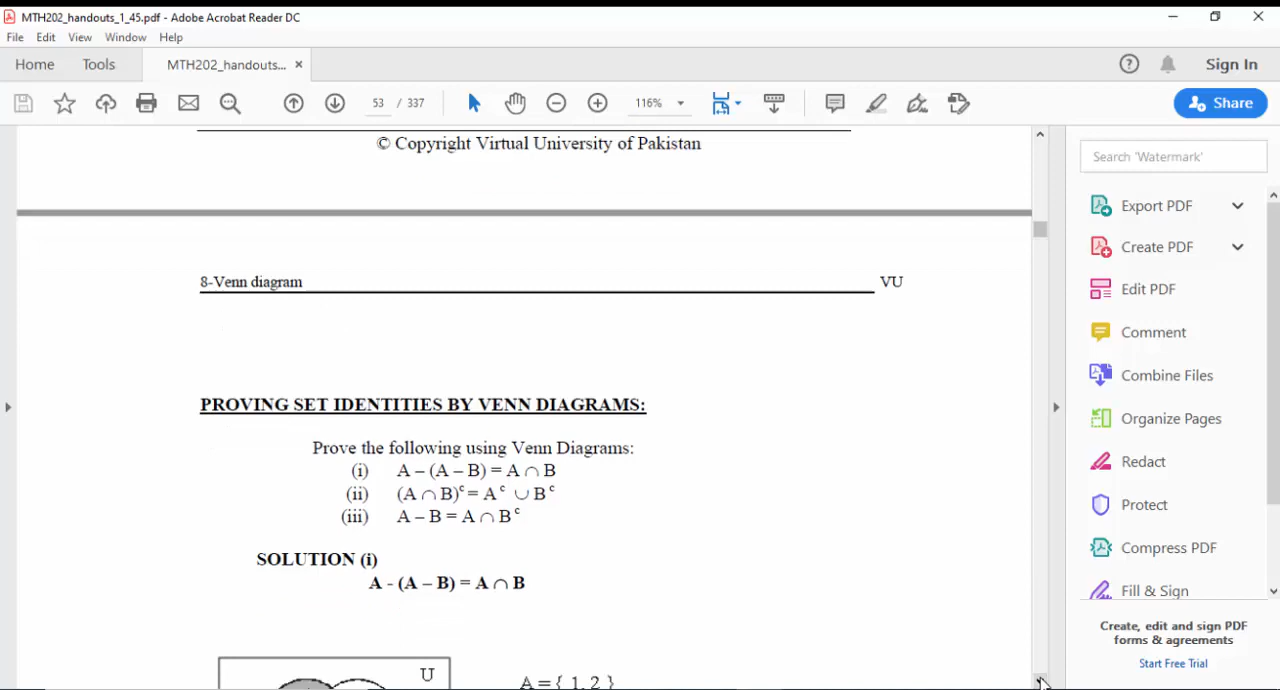 MTH202_handouts_1_45.pdf - Adobe Acrobat Reader DC
File Edit View Window Help
Home Tools MTH202_handouts... ×
Sign In
53 / 337
116%
Share
© Copyright Virtual University of Pakistan
8-Venn diagram VU
PROVING SET IDENTITIES BY VENN DIAGRAMS:
Prove the following using Venn Diagrams:
(i) A – (A – B) = A ∩ B
(ii) (A ∩ B)ᶜ = Aᶜ ∪ Bᶜ
(iii) A – B = A ∩ Bᶜ
SOLUTION (i)
A - (A – B) = A ∩ B
U
A = { 1, 2 }
Search 'Watermark'
Export PDF
Create PDF
Edit PDF
Comment
Combine Files
Organize Pages
Redact
Protect
Compress PDF
Fill & Sign
Create, edit and sign PDF
forms & agreements
Start Free Trial